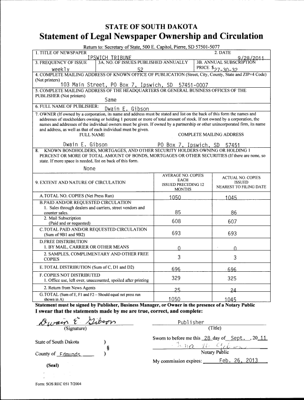 STATE OF SOUTH DAKOTA
Statement of Legal Newspaper Ownership and Circulation
Return to: Secretary of State, 500 E. Capitol, Pierre, SD 57501-5077
1. TITLE OF NEWSPAPER 2. DATE
IPSWICH TRIBUNE 9/28/2011
3. FREQUENCY OF ISSUE 3A. NO. OF ISSUES PUBLISHED ANNUALLY 3B. ANNUAL SUBSCRIPTION
weekly 52 PRICE
4. COMPLETE MAILING ADDRESS OF KNOWN OFFICE OF PUBLICATION (Street, City, County, State and ZIP+4 Code)
(Not printers)
103 Main Street, PO Box 7, Ipswich, SD 57451-0007
5. COMPLETE MAILING ADDRESS OF THE HEADQUARTERS OR GENERAL BUSINESS OFFICES OF THE
PUBLISHER (Not printers)
Same
6. FULL NAME OF PUBLISHER: Dwain E. Gibson
7. OWNER (If owned by a corporation, its name and address must be stated and list on the back of this form the names and
addresses of stockholders owning or holding 1 percent or more of total amount of stock. If not owned by a corporation, the
names and addresses of the individual owners must be given. If owned by a partnership or other unincorporated firm, its name
and address, as well as that of each individual must be given.
FULL NAME COMPLETE MAILING ADDRESS
Dwain E. Gibson PO Box 7, Ipswich, SD 57451
8. KNOWN BONDHOLDERS, MORTGAGEES, AND OTHER SECURITY HOLDERS OWNING OR HOLDING 1
PERCENT OR MORE OF TOTAL AMOUNT OF BONDS, MORTGAGES OR OTHER SECURITIES (If there are none, so
state. If more space is needed, list on back of this form.
None
9. EXTENT AND NATURE OF CIRCULATION
AVERAGE NO. COPIES
EACH
ISSUED PRECEDING 12
MONTHS
ACTUAL NO. COPIES
ISSUED
NAREST TO FILING DATE
A. TOTAL NO. COPIES (Net Press Run) 1050 1045
B. PAID AND/OR REQUESTED CIRCULATION
1. Sales through dealers and carriers, street vendors and
counter sales. 85 86
2. Mail Subscription
(Paid and/or requested) 608 607
C. TOTAL PAID AND/OR REQUESTED CIRCULATION
(Sum of 9B1 and 9B2) 693 693
D. FREE DISTRIBUTION
1. BY MAIL, CARRIER OR OTHER MEANS 0 0
2. SAMPLES, COMPLIMENTARY AND OTHER FREE
COPIES 3 3
E. TOTAL DISTRIBUTION (Sum of C, D1 and D2) 696 696
F. COPIES NOT DISTRIBUTED
1. Office use, left over, unaccounted, spoiled after printing 329 325
2. Return from News Agents 25 24
G. TOTAL (Sum of E, F1 and F2 - Should equal net press run
shown in A) 1050 1045
Statement must be signed by Publisher, Business Manager, or Owner in the presence of a Notary Public
I swear that the statements made by me are true, correct, and complete:
Dwain E Gibson Publisher
(Signature) (Title)
State of South Dakota )
Sworn to before me this 28 day of Sept., 2011
§
County of Edmunds )
Notary Public
My commission expires: Feb. 26, 2013
(Seal)
Form: SOS REC 051 7/2004